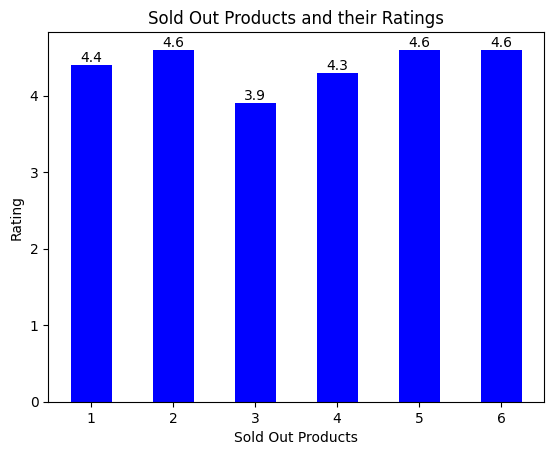 Sold Out Products and their Ratings
4.4
4.6
3.9
4.3
4.6
4.6
Rating
4
3
2
1
0
1 2 3 4 5 6
Sold Out Products